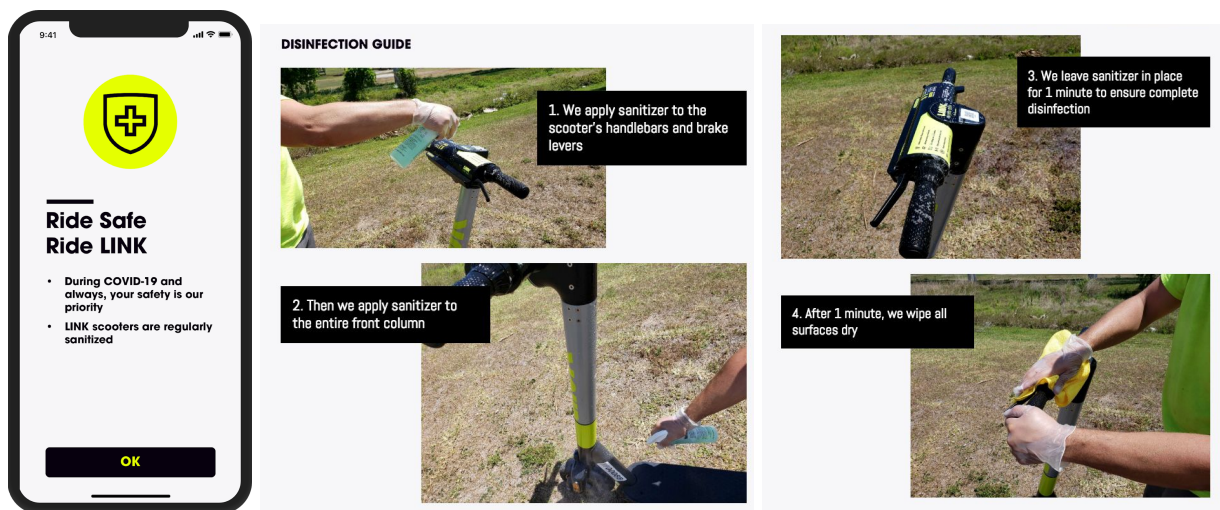 9:41
Ride Safe
Ride LINK
• During COVID-19 and
always, your safety is our
priority
• LINK scooters are regularly
sanitized
OK
DISINFECTION GUIDE
1. We apply sanitizer to the
scooter's handlebars and brake
levers
2. Then we apply sanitizer to
the entire front column
3. We leave sanitizer in place
for 1 minute to ensure complete
disinfection
4. After 1 minute, we wipe all
surfaces dry